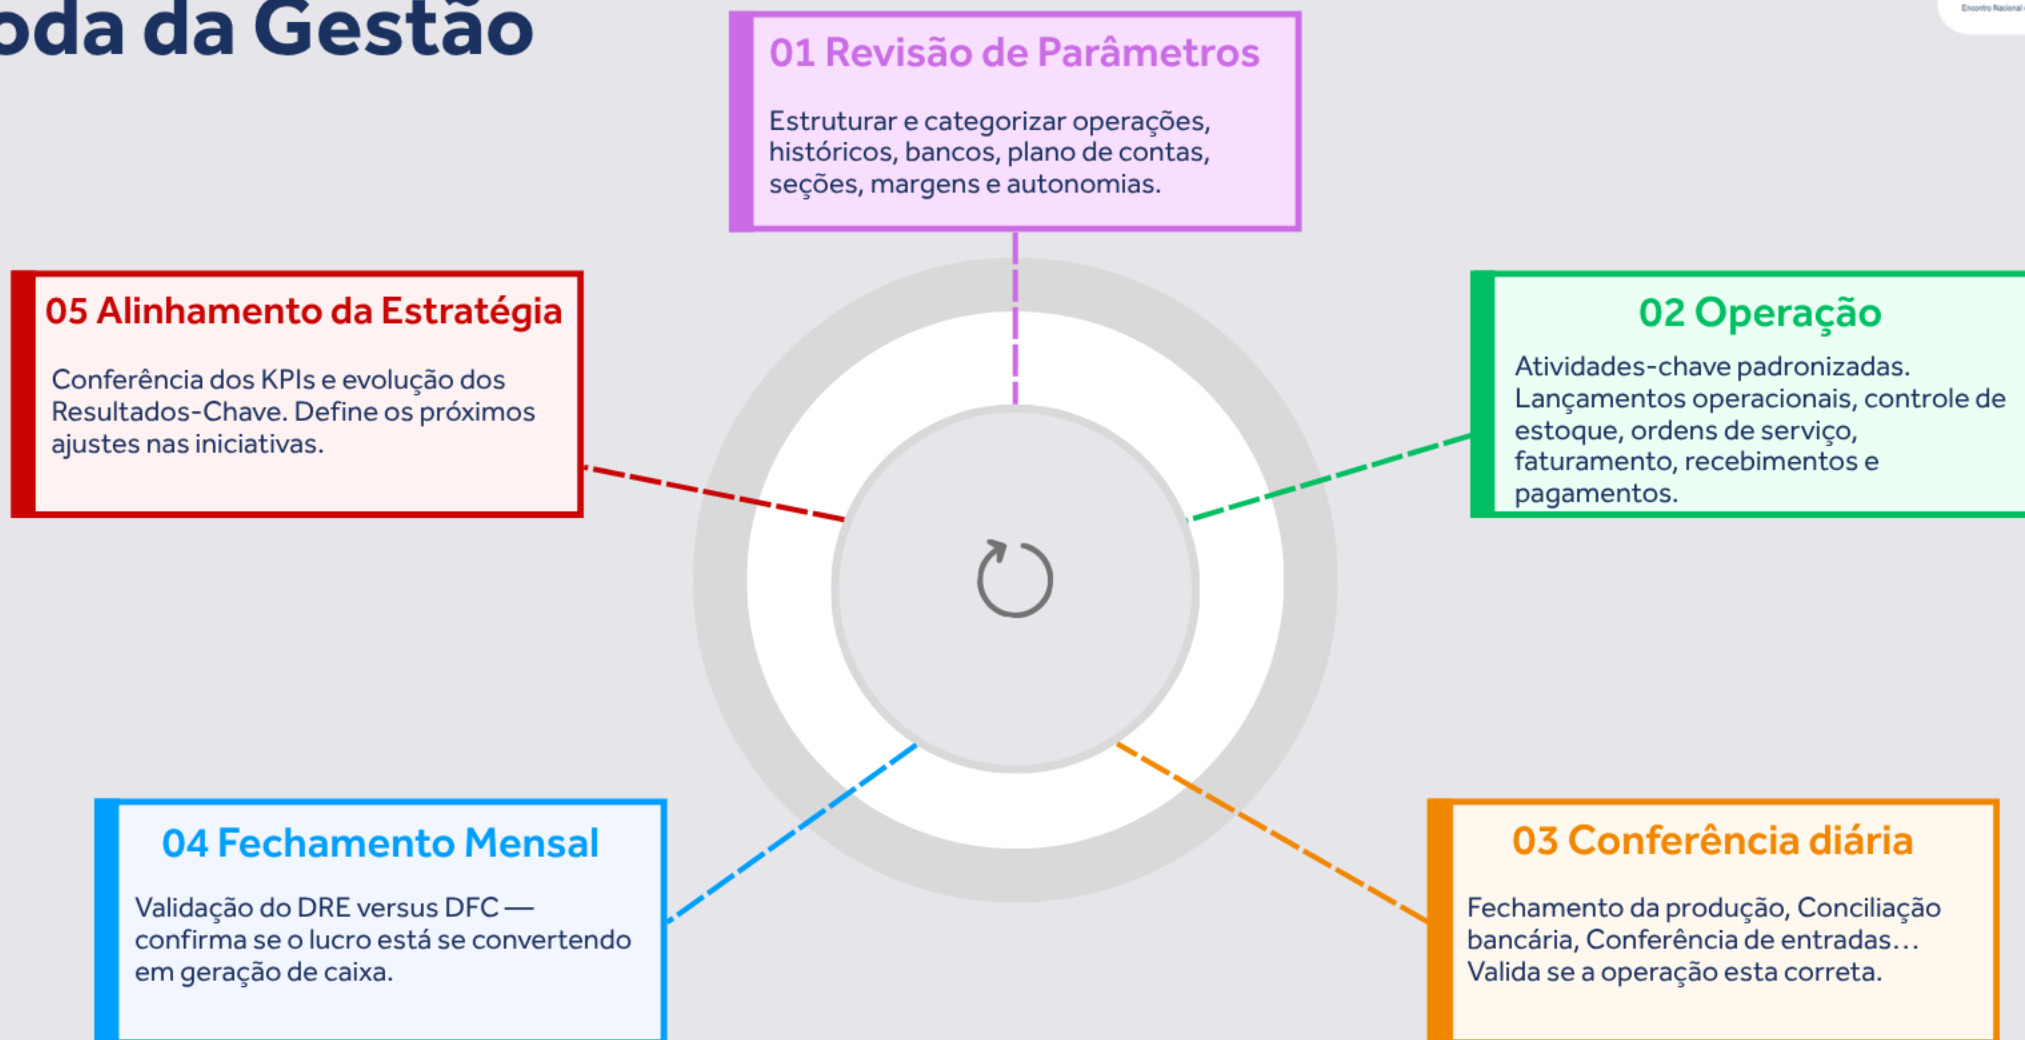 oda da Gestão
Encontro Nacional
01 Revisão de Parâmetros
Estruturar e categorizar operações,
históricos, bancos, plano de contas,
seções, margens e autonomias.
02 Operação
Atividades-chave padronizadas.
Lançamentos operacionais, controle de
estoque, ordens de serviço,
faturamento, recebimentos e
pagamentos.
03 Conferência diária
Fechamento da produção, Conciliação
bancária, Conferência de entradas...
Valida se a operação esta correta.
04 Fechamento Mensal
Validação do DRE versus DFC —
confirma se o lucro está se convertendo
em geração de caixa.
05 Alinhamento da Estratégia
Conferência dos KPIs e evolução dos
Resultados-Chave. Define os próximos
ajustes nas iniciativas.